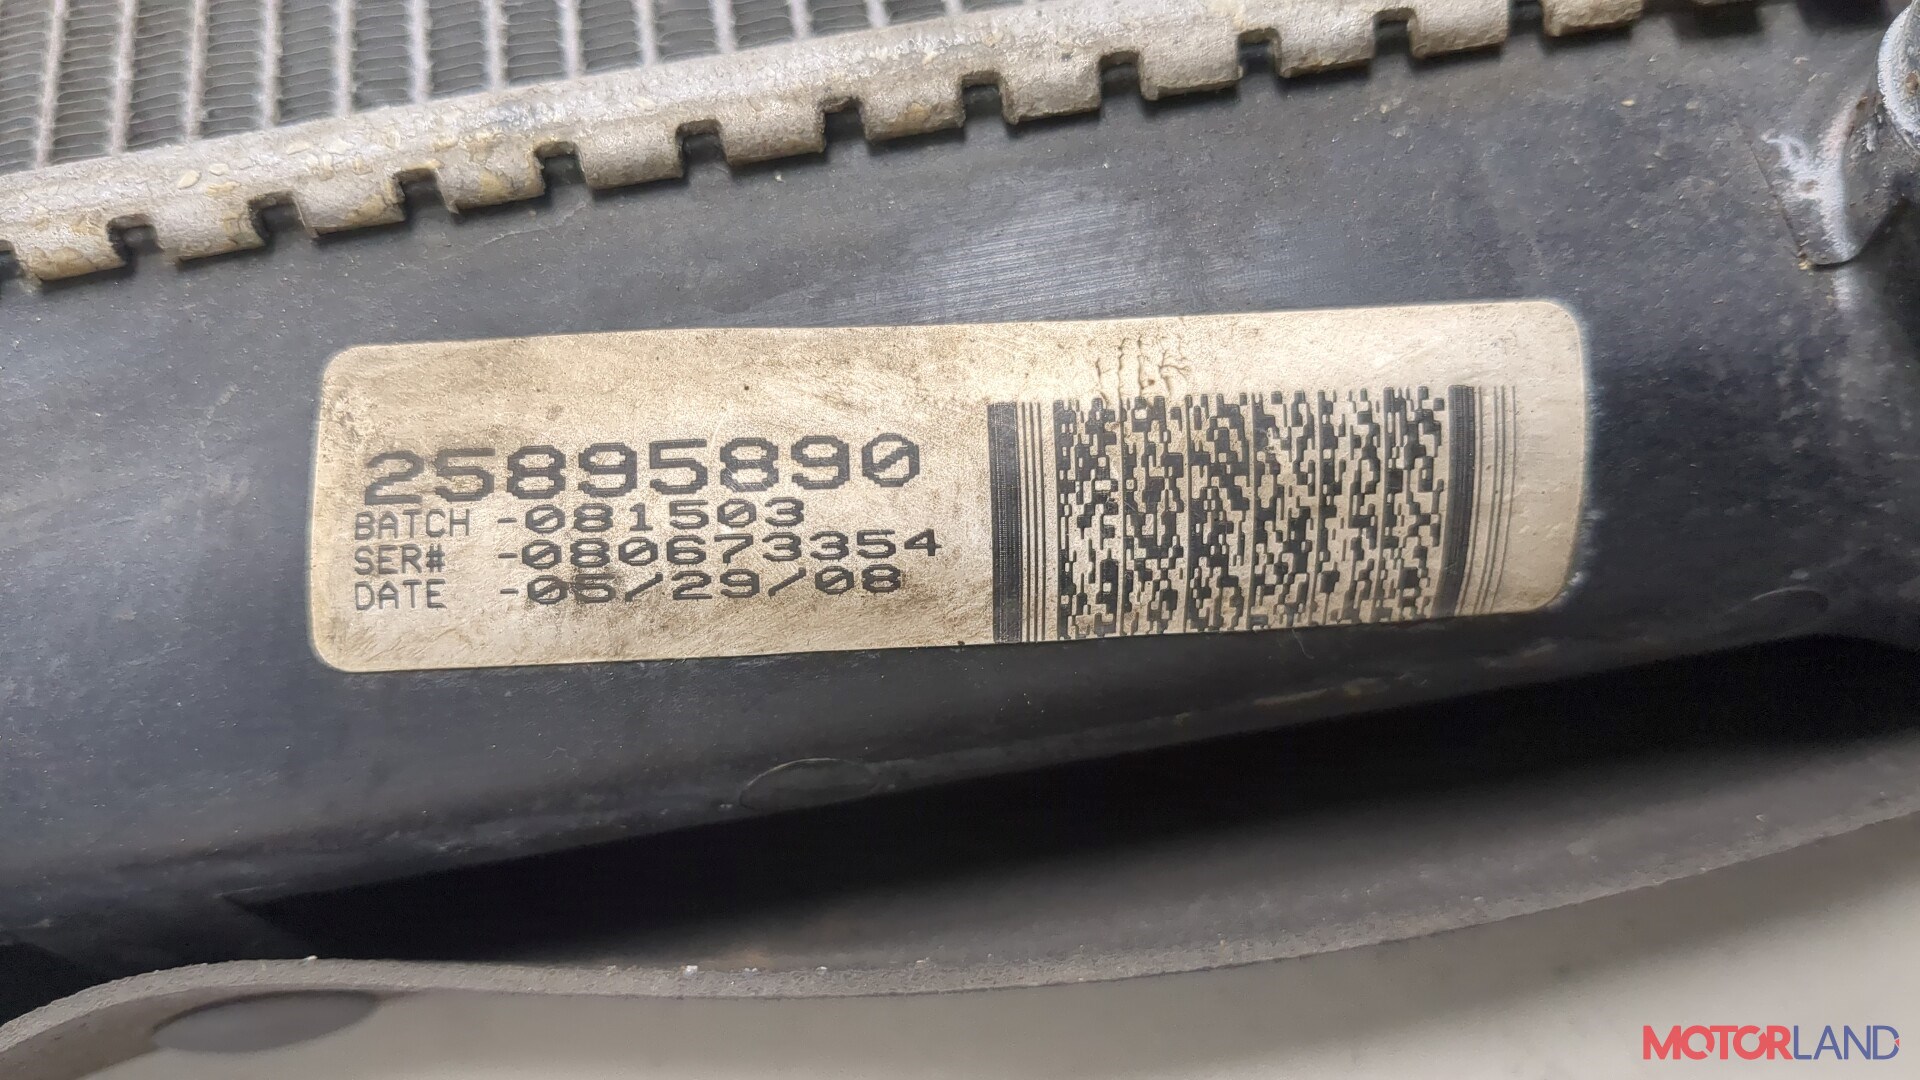 25895890
BATCH -081503
SER# -080673354
DATE -05/29/08
MOTORLAND